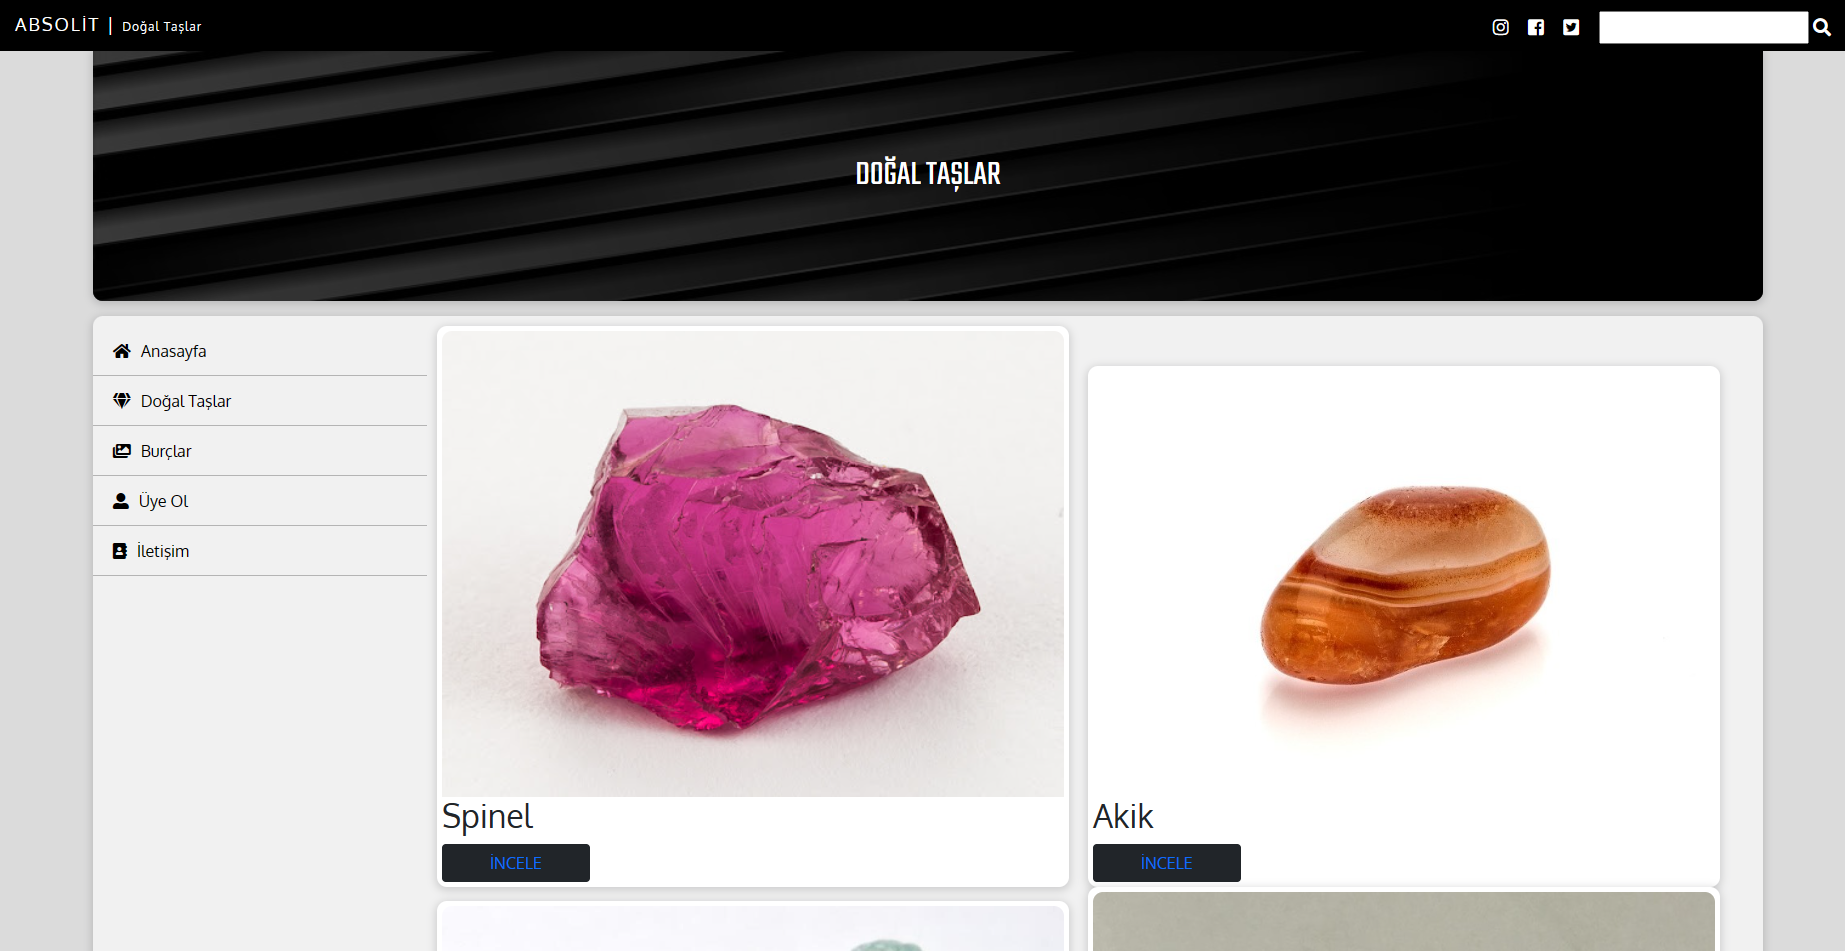 ABSOLİT | Doğal Taşlar
DOĞAL TAŞLAR
Anasayfa
Doğal Taşlar
Burçlar
Üye Ol
İletişim
Spinel
İNCELE
Akik
İNCELE